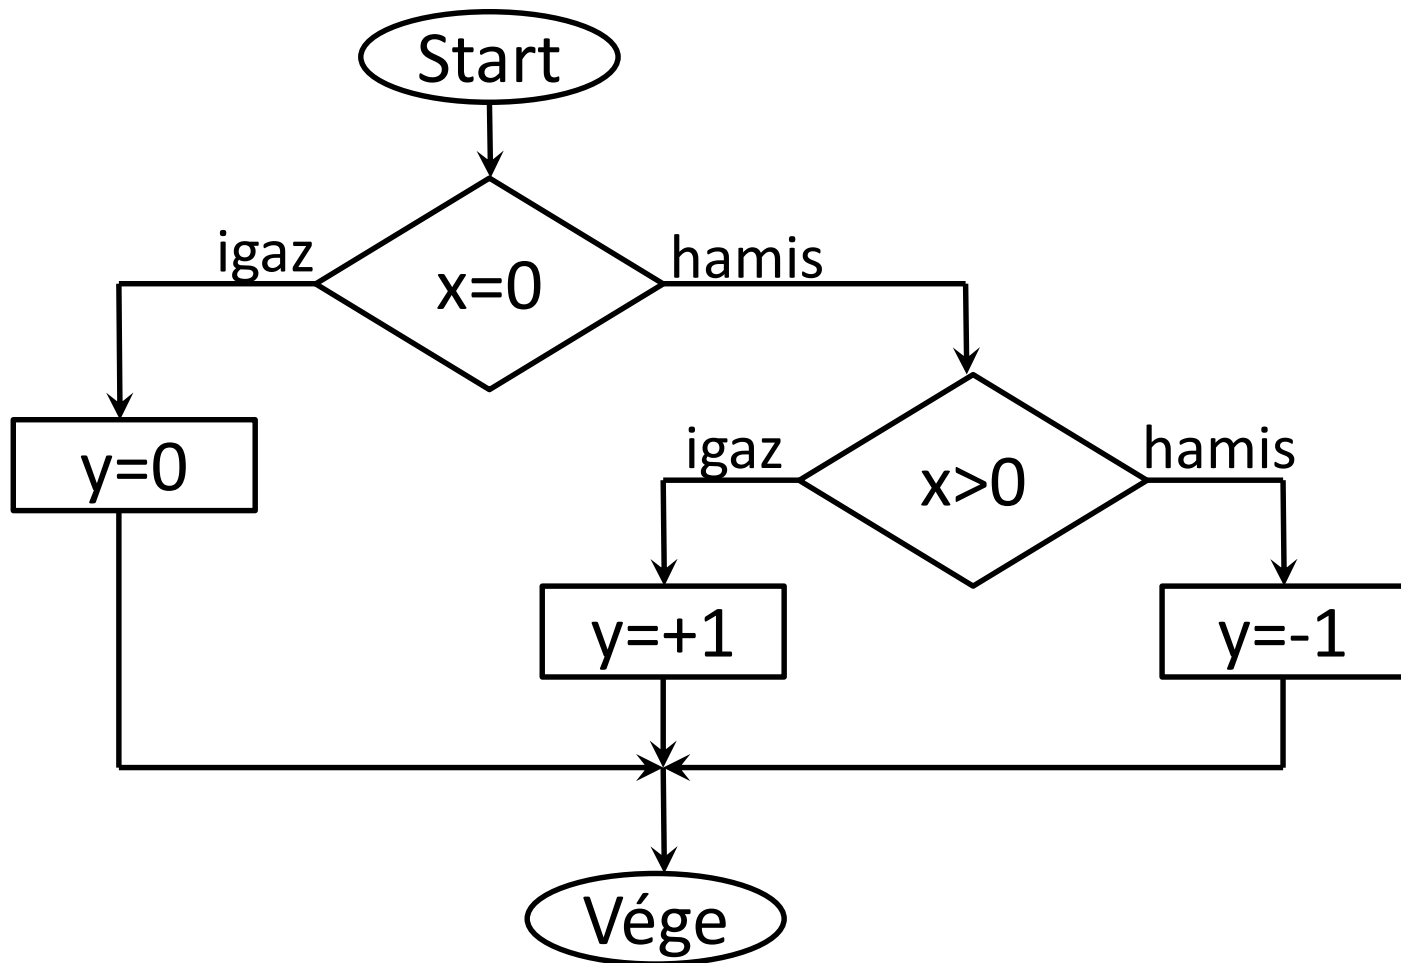 Start
igaz
hamis
x=0
igaz
hamis
y=0
x>0
y=+1
y=-1
Vége